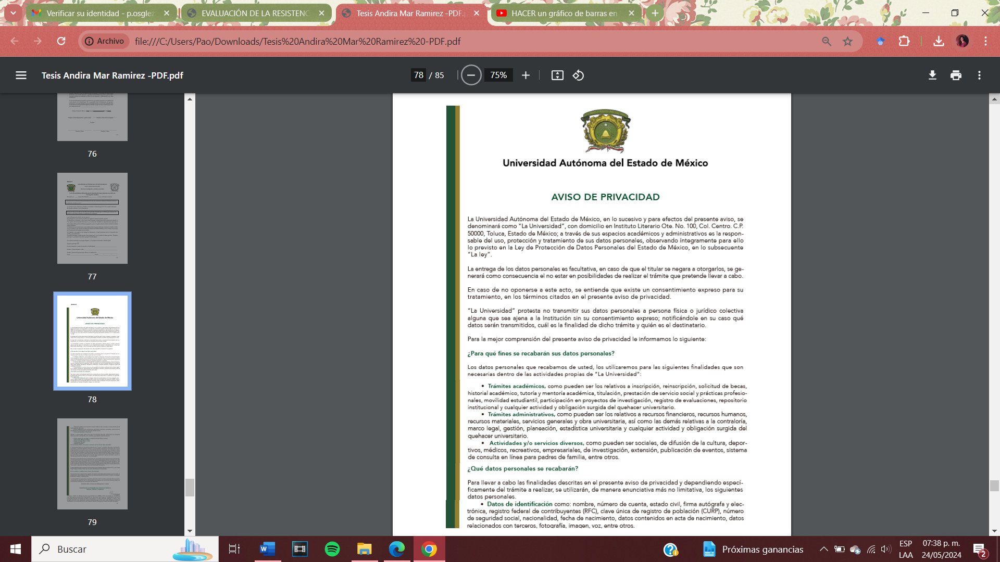 Verificar su identidad - p.osglez
EVALUACIÓN DE LA RESISTENC
Tesis Andira Mar Ramirez -PDF.p
HACER un gráfico de barras en
Archivo
file:///C:/Users/Pao/Downloads/Tesis%20Andira%20Mar%20Ramirez%20-PDF.pdf
Tesis Andira Mar Ramirez -PDF.pdf
78 / 85
75%
76
77
78
79
Universidad Autónoma del Estado de México
AVISO DE PRIVACIDAD
La Universidad Autónoma del Estado de México, en lo sucesivo y para efectos del presente aviso, se
denominará como “La Universidad”, con domicilio en Instituto Literario Ote. No. 100, Col. Centro. C.P.
50000, Toluca, Estado de México; a través de sus espacios académicos y administrativos es la respon-
sable del uso, protección y tratamiento de sus datos personales, observando íntegramente para ello
lo previsto en la Ley de Protección de Datos Personales del Estado de México, en lo subsecuente
“La ley”.
La entrega de los datos personales es facultativa, en caso de que el titular se negara a otorgarlos, se ge-
nerará como consecuencia el no estar en posibilidades de realizar el trámite que pretende llevar a cabo.
En caso de no oponerse a este acto, se entiende que existe un consentimiento expreso para su
tratamiento, en los términos citados en el presente aviso de privacidad.
“La Universidad” protesta no transmitir sus datos personales a persona física o jurídico colectiva
alguna que sea ajena a la Institución sin su consentimiento expreso; notificándole en su caso qué
datos serán transmitidos, cuál es la finalidad de dicho trámite y quién es el destinatario.
Para la mejor comprensión del presente aviso de privacidad le informamos lo siguiente:
¿Para qué fines se recabarán sus datos personales?
Los datos personales que recabamos de usted, los utilizaremos para las siguientes finalidades que son
necesarias dentro de las actividades propias de “La Universidad”:
• Trámites académicos, como pueden ser los relativos a inscripción, reinscripción, solicitud de becas,
historial académico, tutoría y mentoría académica, titulación, prestación de servicio social y prácticas profesio-
nales, movilidad estudiantil, participación en proyectos de investigación, registro de evaluaciones, repositorio
institucional y cualquier actividad y obligación surgida del quehacer universitario.
• Trámites administrativos, como pueden ser los relativos a recursos financieros, recursos humanos,
recursos materiales, servicios generales y obra universitaria, así como las demás relativas a la contraloría,
marco legal, gestión, planeación, estadística universitaria y cualquier actividad y obligación surgida del
quehacer universitario.
• Actividades y/o servicios diversos, como pueden ser sociales, de difusión de la cultura, depor-
tivos, médicos, recreativos, empresariales, de investigación, extensión, publicación de eventos, sistema
de consulta en línea para padres de familia, entre otros.
¿Qué datos personales se recabarán?
Para llevar a cabo las finalidades descritas en el presente aviso de privacidad y dependiendo especí-
ficamente del trámite a realizar, se utilizarán, de manera enunciativa más no limitativa, los siguientes
datos personales.
• Datos de identificación como: nombre, número de cuenta, estado civil, firma autógrafa y elec-
trónica, registro federal de contribuyentes (RFC), clave única de registro de población (CURP), número
de seguridad social, nacionalidad, fecha de nacimiento, datos contenidos en acta de nacimiento, datos
relacionados con terceros, fotografía, imagen, voz, entre otros.
Buscar
Próximas ganancias
ESP
LAA
07:38 p. m.
24/05/2024
2